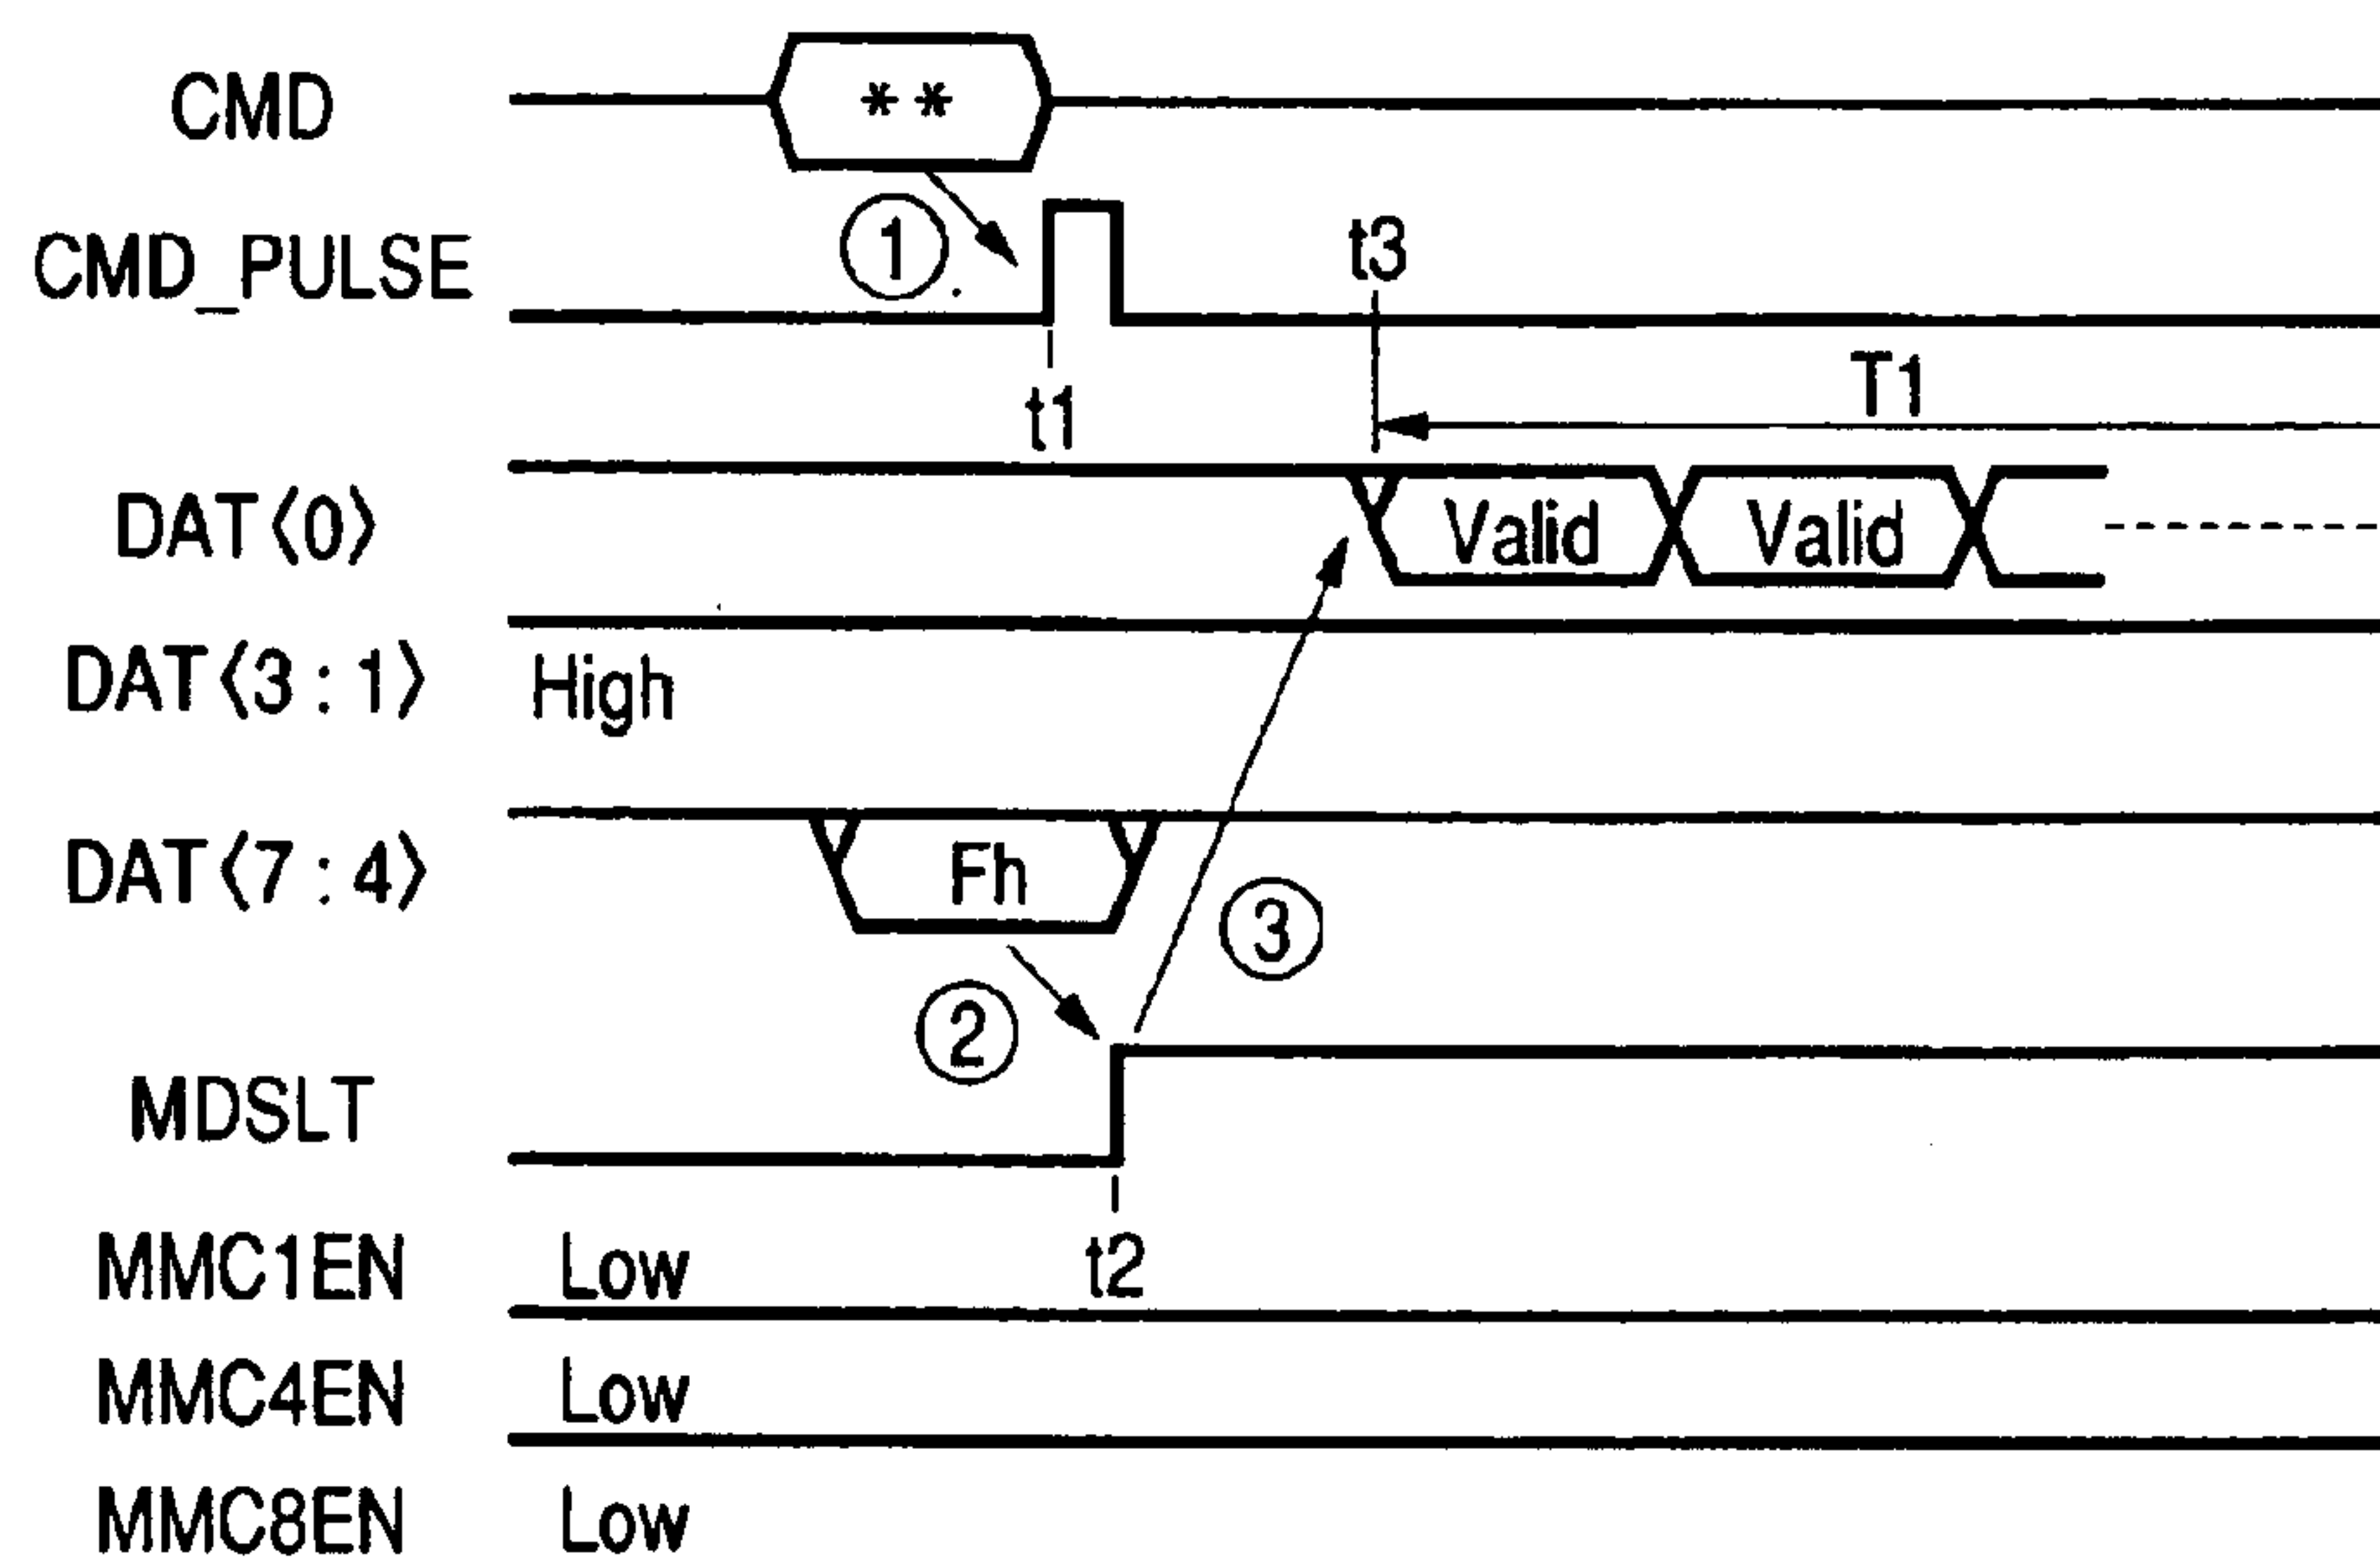 CMD **
CMD_PULSE ① t3
t1 T1
DAT⟨0⟩ Valid Valid
DAT⟨3:1⟩ High
DAT⟨7:4⟩ Fh
③
②
MDSLT
MMC1EN Low t2
MMC4EN Low
MMC8EN Low